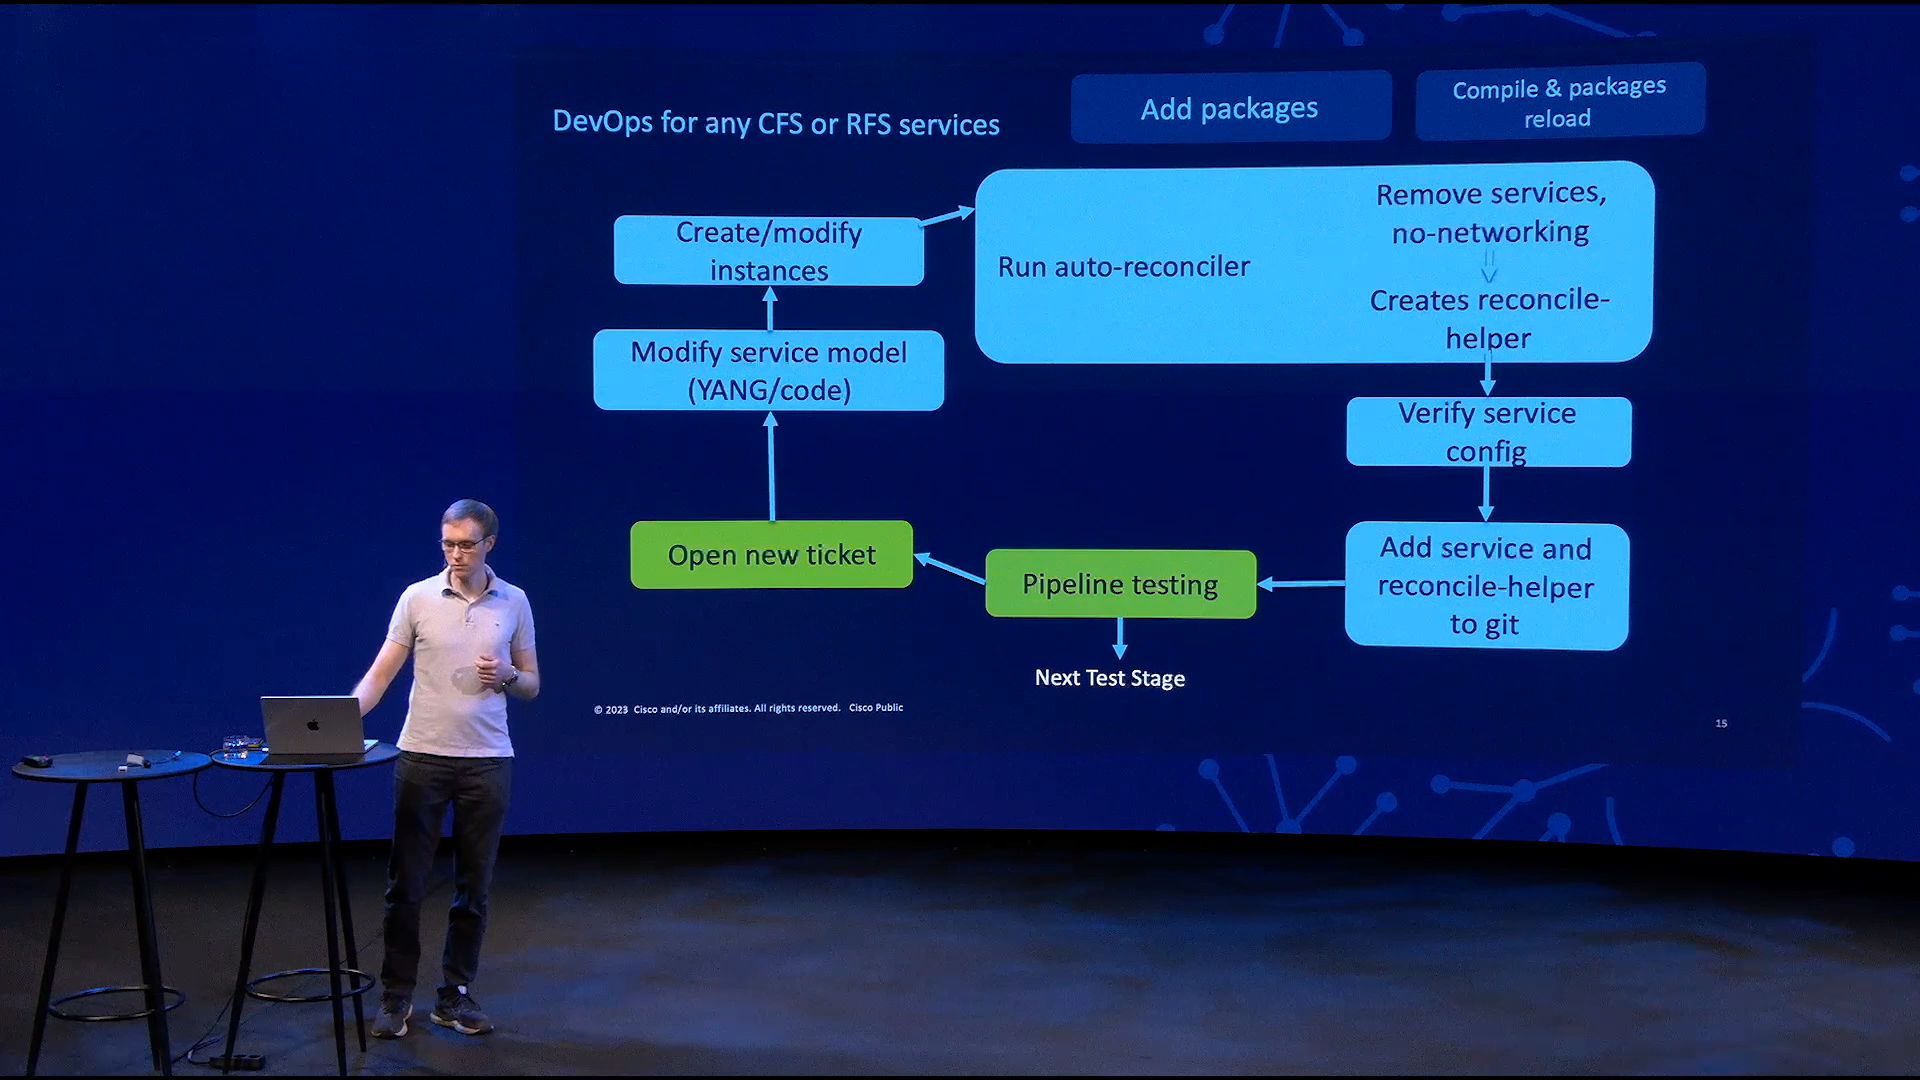 DevOps for any CFS or RFS services
Add packages
Compile & packages
reload
Create/modify
instances
Run auto-reconciler
Remove services,
no-networking
Creates reconcile-
helper
Modify service model
(YANG/code)
Verify service
config
Open new ticket
Pipeline testing
Add service and
reconcile-helper
to git
Next Test Stage
© 2023 Cisco and/or its affiliates. All rights reserved. Cisco Public
15